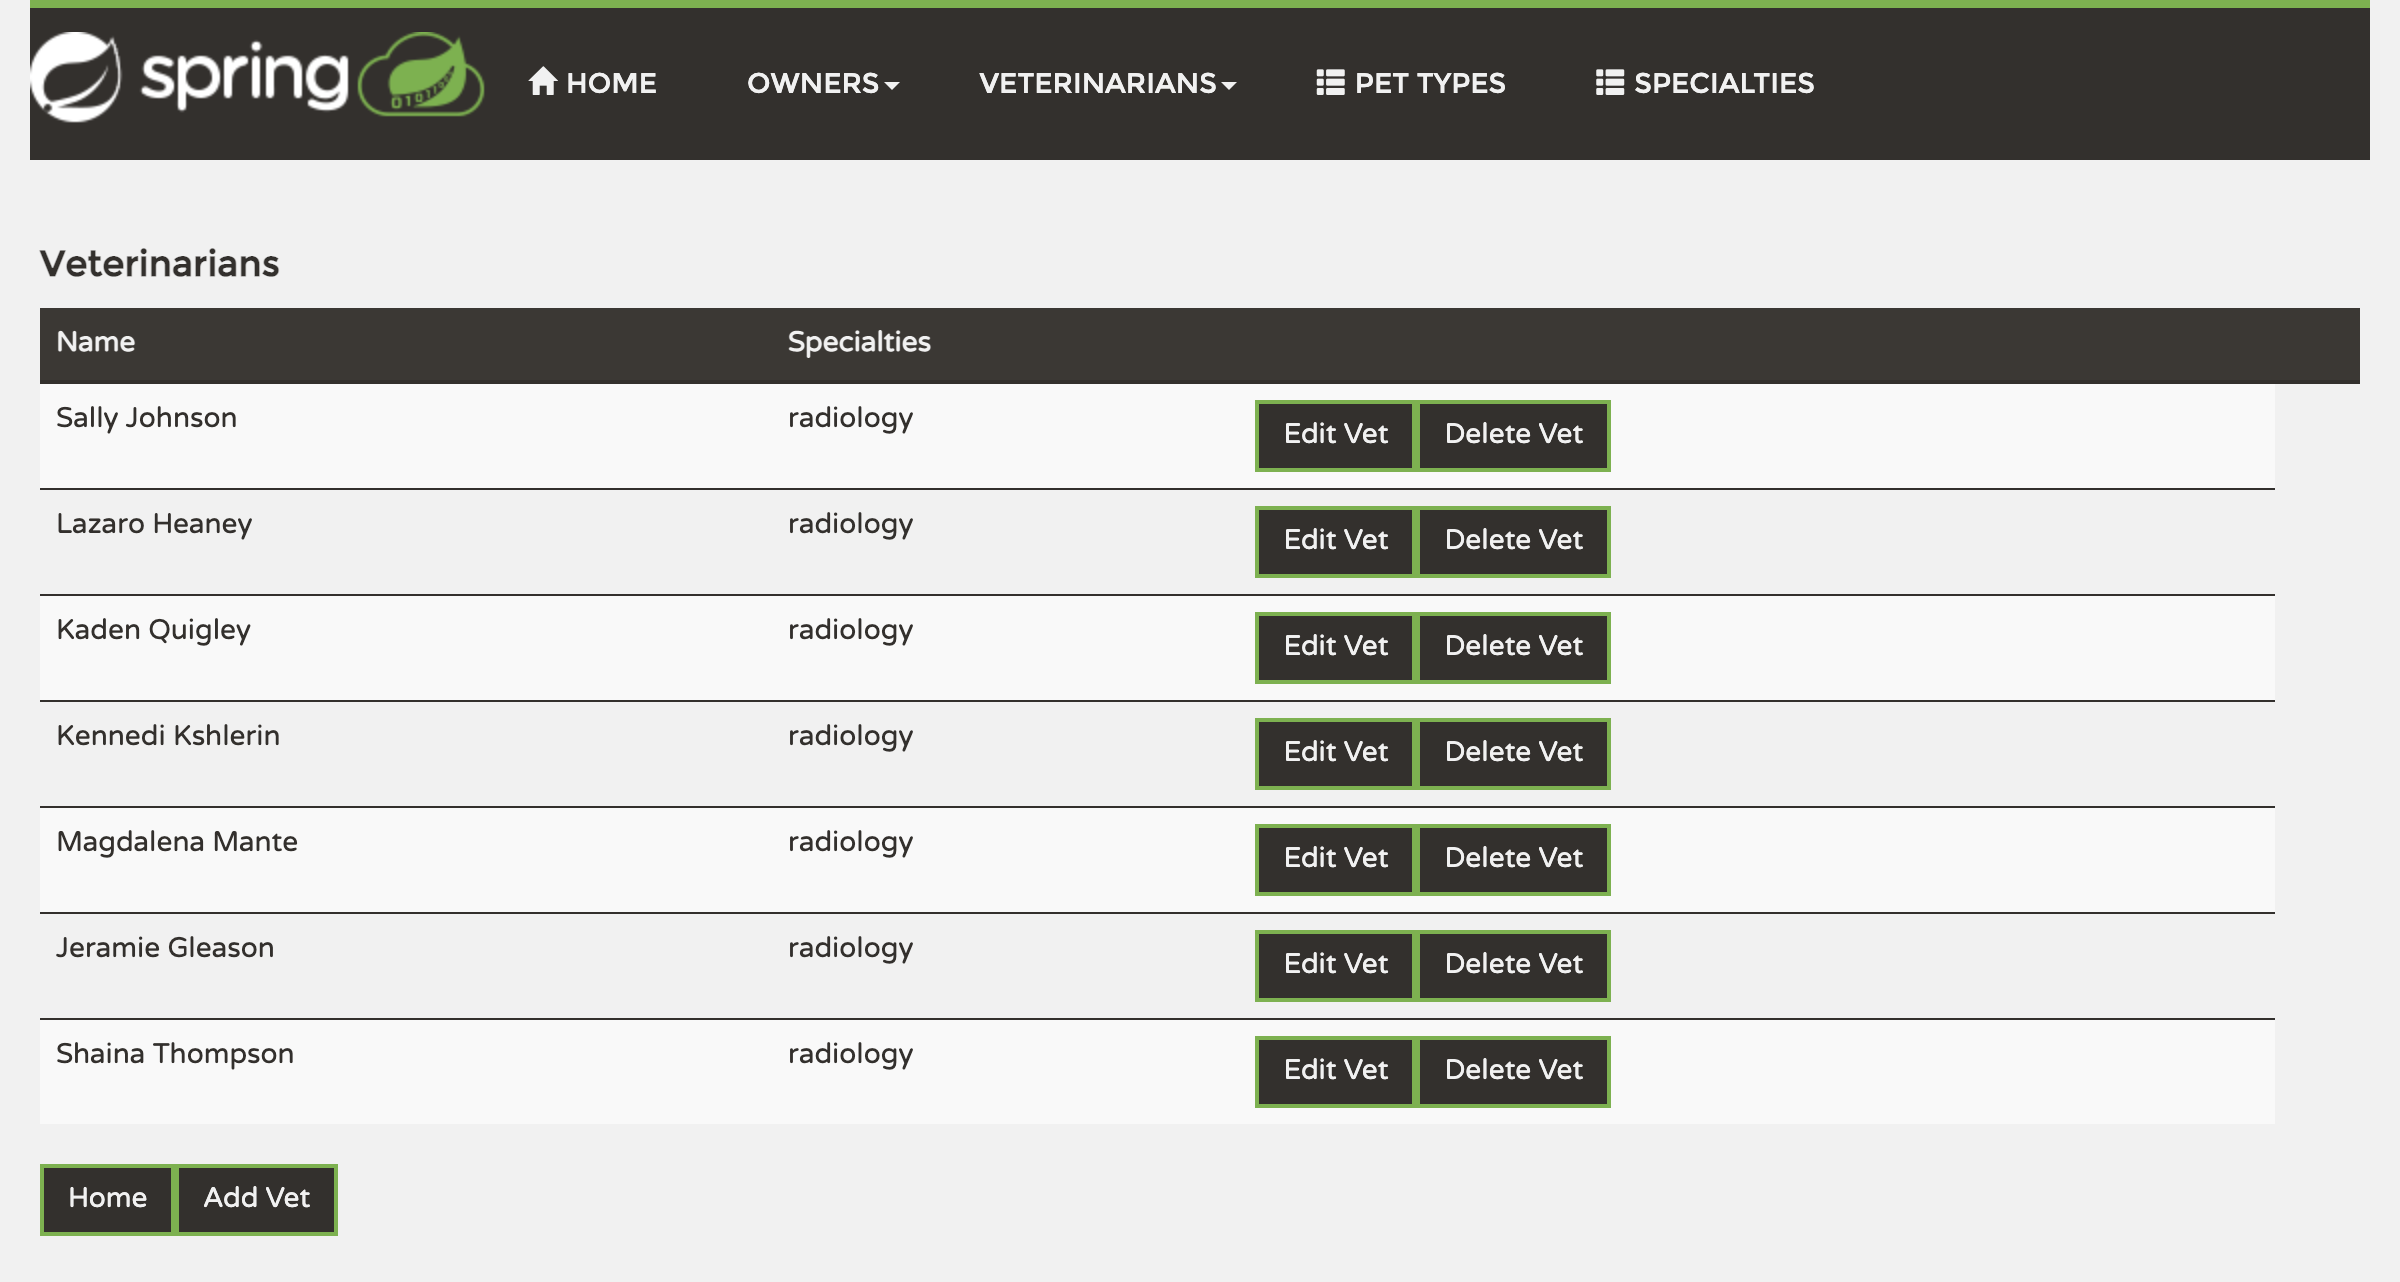 spring
HOME OWNERS VETERINARIANS PET TYPES SPECIALTIES
Veterinarians
Name Specialties
Sally Johnson radiology Edit Vet Delete Vet
Lazaro Heaney radiology Edit Vet Delete Vet
Kaden Quigley radiology Edit Vet Delete Vet
Kennedi Kshlerin radiology Edit Vet Delete Vet
Magdalena Mante radiology Edit Vet Delete Vet
Jeramie Gleason radiology Edit Vet Delete Vet
Shaina Thompson radiology Edit Vet Delete Vet
Home Add Vet